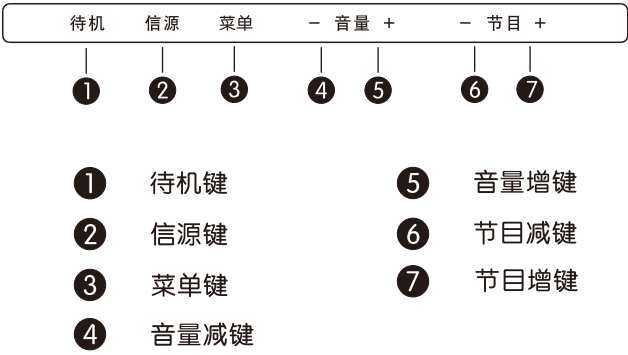 待机 信源 菜单 − 音量 + − 节目 +
1 2 3 4 5 6 7
1 待机键
2 信源键
3 菜单键
4 音量减键
5 音量增键
6 节目减键
7 节目增键